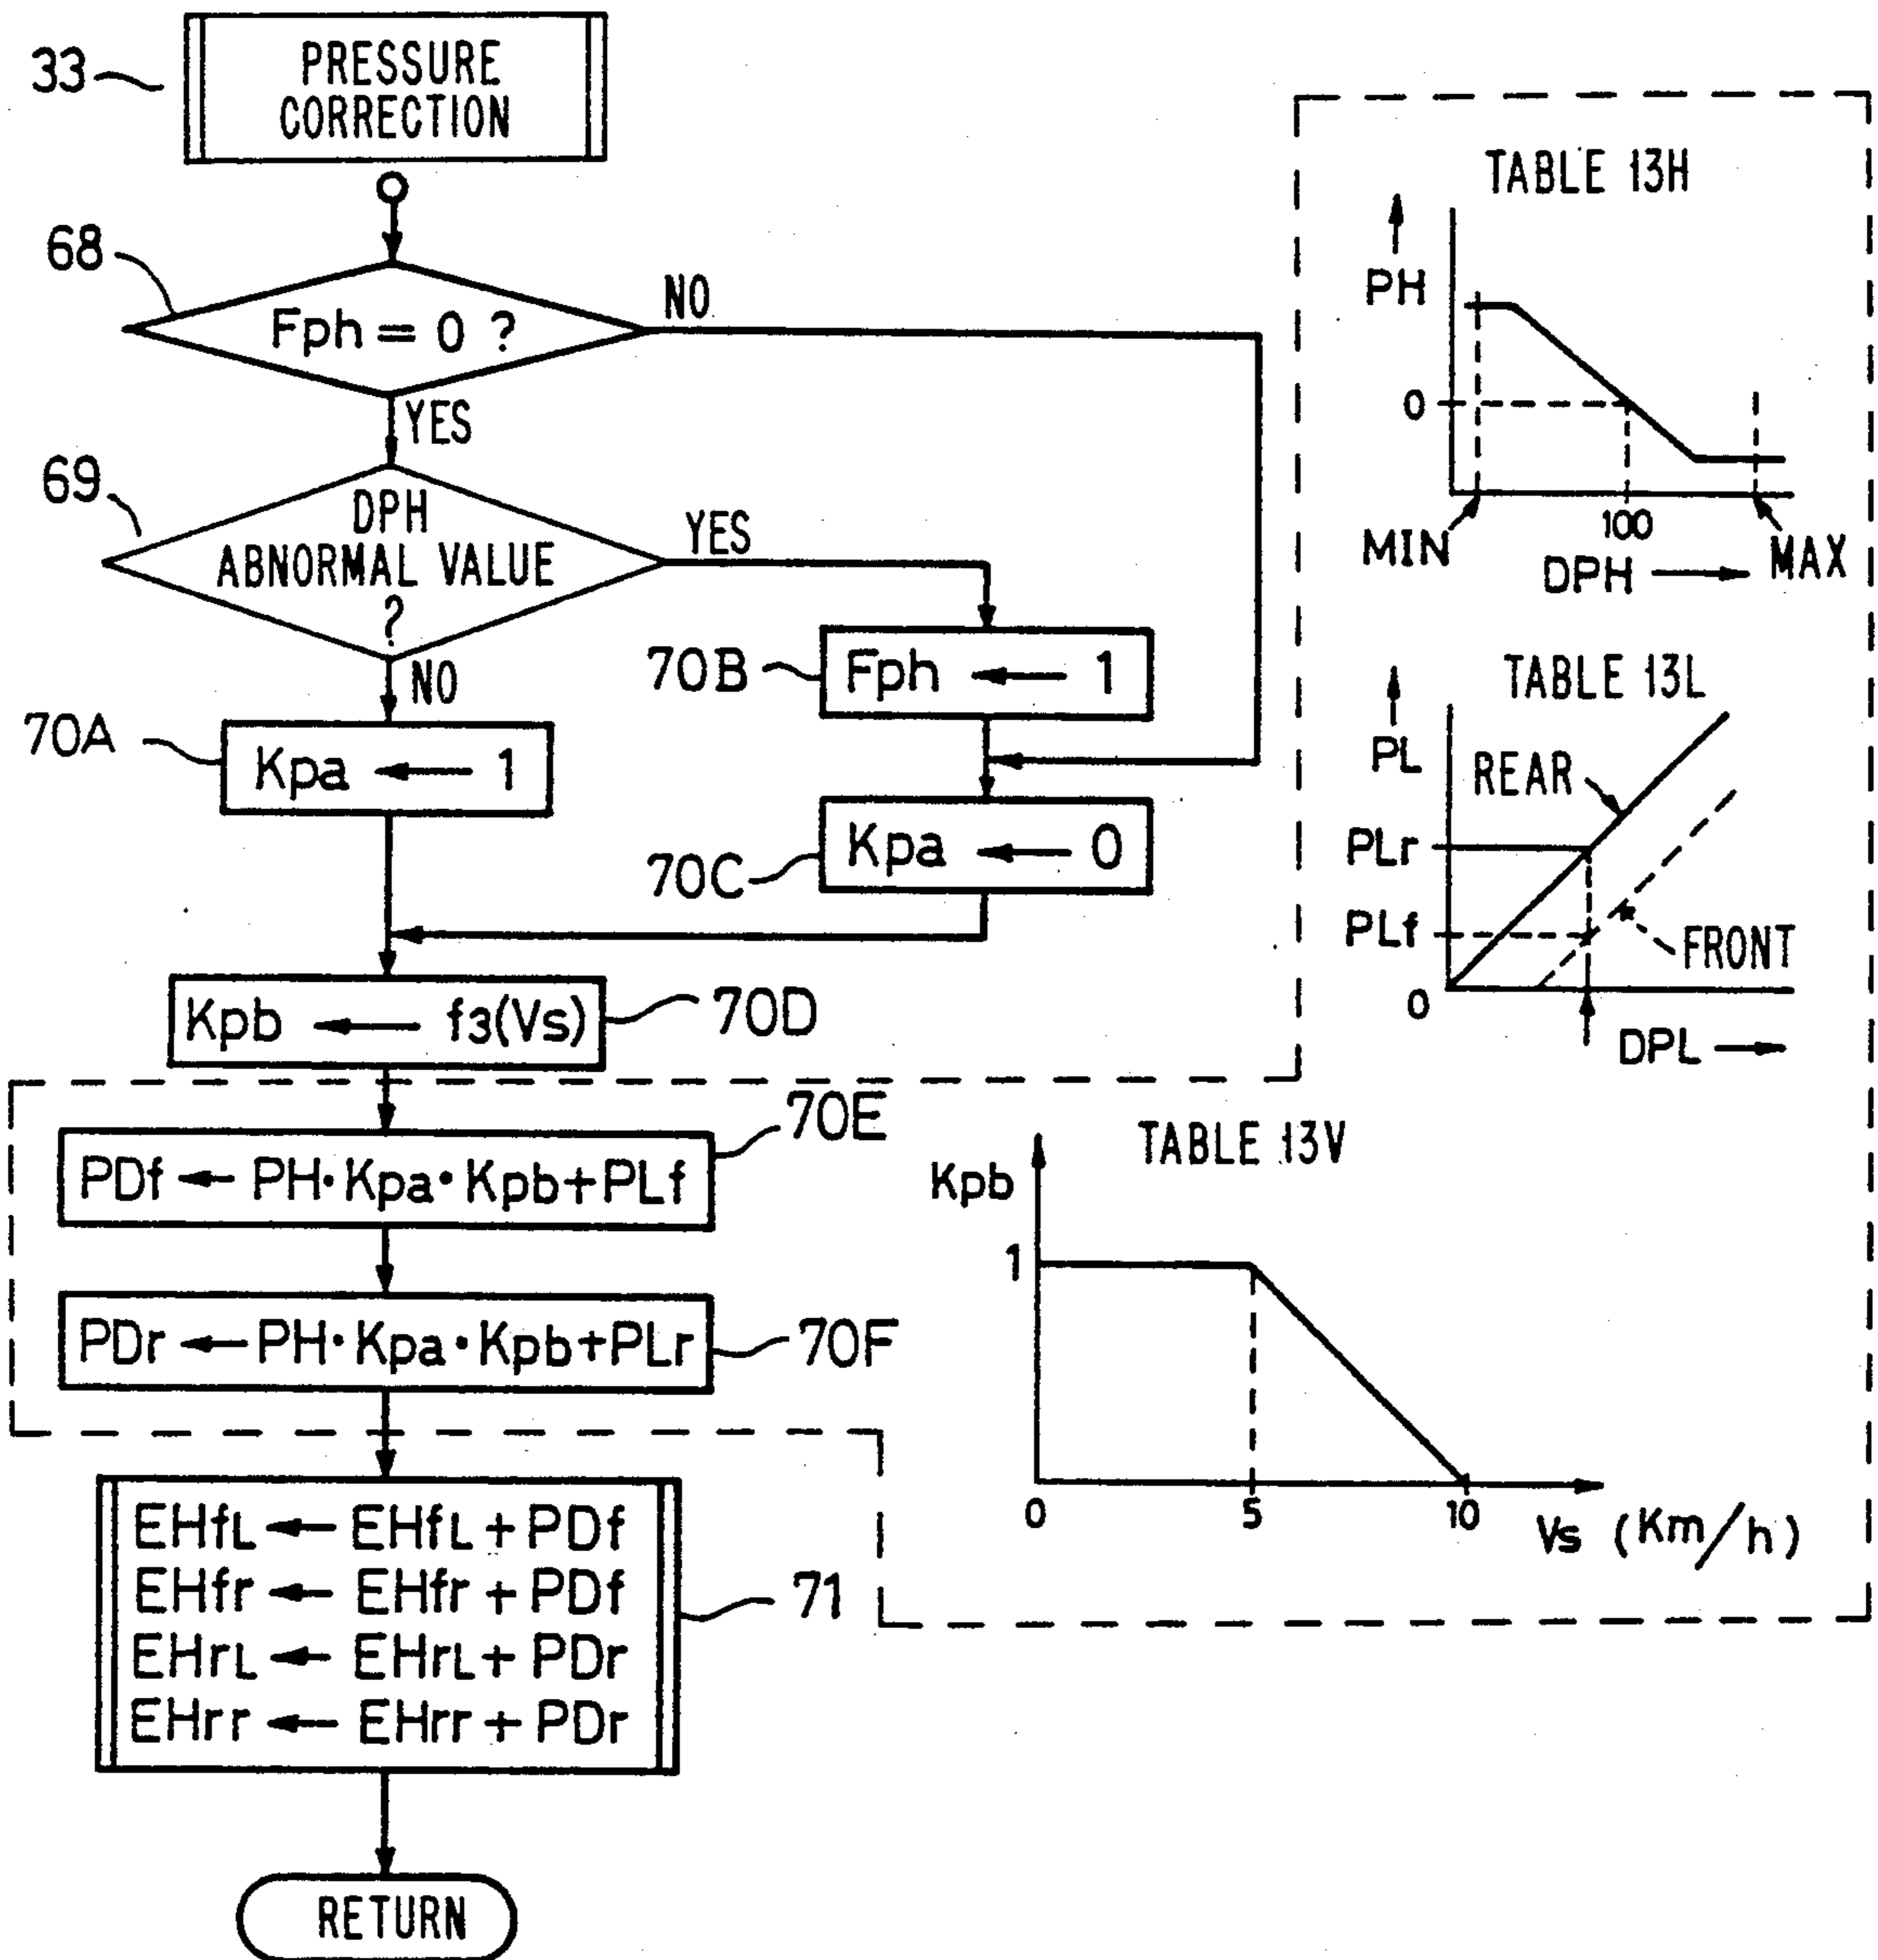 33
PRESSURE
CORRECTION
68
Fph = 0 ?
NO
YES
69
DPH
ABNORMAL VALUE
?
YES
NO
70B
Fph ← 1
70A
Kpa ← 1
70C
Kpa ← 0
Kpb ← f3(Vs)
70D
70E
PDf ← PH·Kpa·Kpb+PLf
PDr ← PH·Kpa·Kpb+PLr
70F
EHfL ← EHfL + PDf
EHfr ← EHfr + PDf
EHrL ← EHrL + PDr
EHrr ← EHrr + PDr
71
RETURN
TABLE 13H
PH
0
100
MIN
DPH → MAX
TABLE 13L
PL
REAR
PLr
PLf
FRONT
0
DPL →
TABLE 13V
Kpb
1
0
5
10
Vs (Km/h)